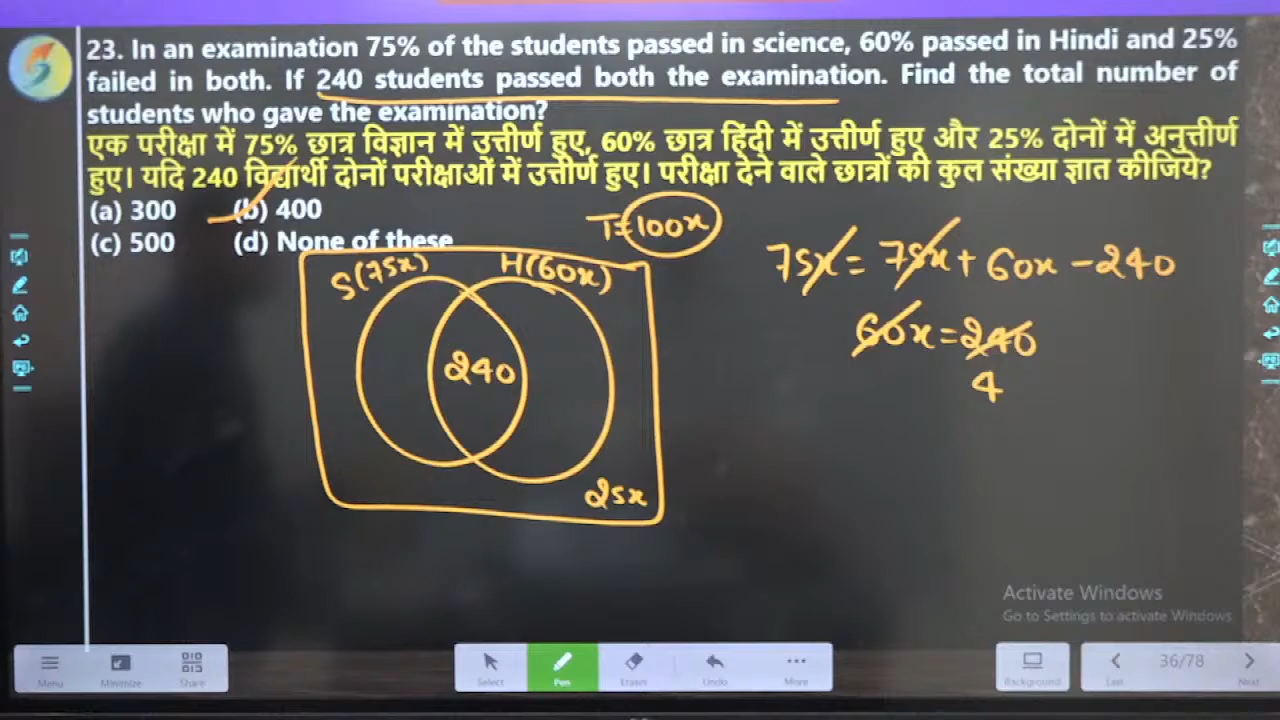 23. In an examination 75% of the students passed in science, 60% passed in Hindi and 25%
failed in both. If 240 students passed both the examination. Find the total number of
students who gave the examination?
एक परीक्षा में 75% छात्र विज्ञान में उत्तीर्ण हुए, 60% छात्र हिंदी में उत्तीर्ण हुए और 25% दोनों में अनुत्तीर्ण
हुए। यदि 240 विद्यार्थी दोनों परीक्षाओं में उत्तीर्ण हुए। परीक्षा देने वाले छात्रों की कुल संख्या ज्ञात कीजिये?
(a) 300 (b) 400
(c) 500 (d) None of these
T=100x
S(75x) H(60x)
240
25x
75x = 75x + 60x - 240
60x = 240
4
Activate Windows
Go to Settings to activate Windows
Menu Minimize Share Select Pen Eraser Undo More Background Last 36/78 Next